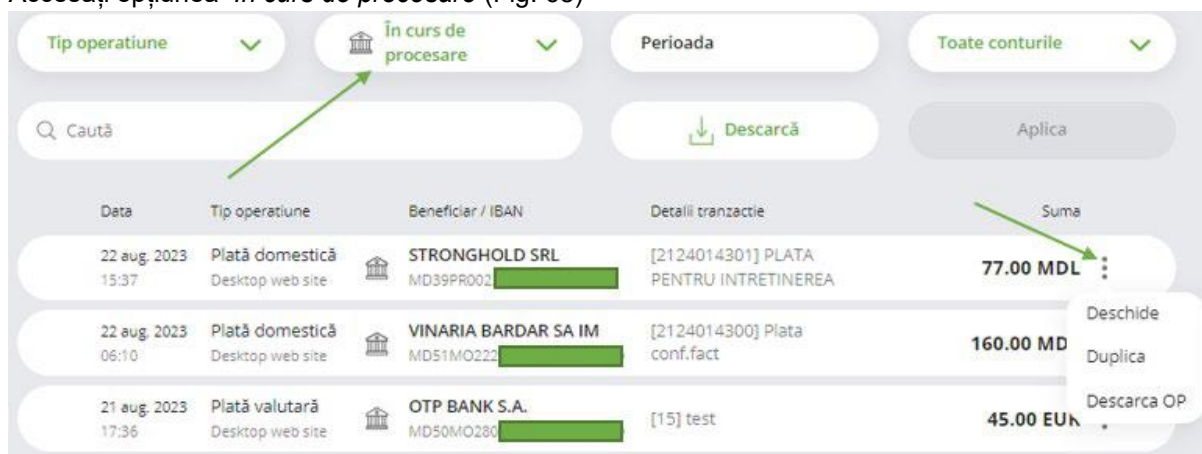 Accesați opțiunea "În curs de procesare (Fig. 68)
Tip operatiune
În curs de
procesare
Perioada
Toate conturile
Caută
Descarcă
Aplica
Data Tip operatiune Beneficiar / IBAN Detalii tranzactie Suma
22 aug. 2023 Plată domestică STRONGHOLD SRL [2124014301] PLATA 77.00 MDL
15:37 Desktop web site MD39PR002 PENTRU INTRETINEREA
Deschide
22 aug. 2023 Plată domestică VINARIA BARDAR SA IM [2124014300] Plata 160.00 MD
06:10 Desktop web site MD51MO222 conf.fact
Duplica
Descarca OP
21 aug. 2023 Plată valutară OTP BANK S.A. [15] test 45.00 EUR
17:36 Desktop web site MD50MO280